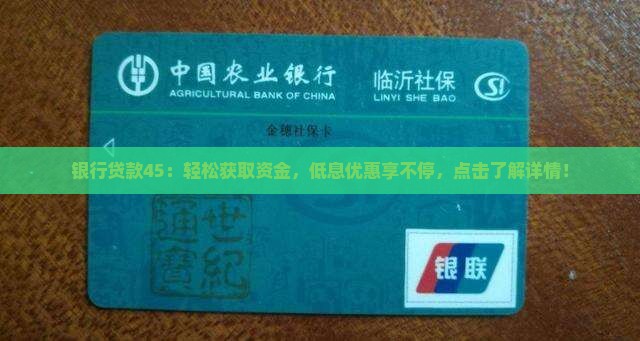 中国农业银行
AGRICULTURAL BANK OF CHINA
临沂社保
LINYI SHE BAO
金穗社保卡
银行贷款45：轻松获取资金，低息优惠享不停，点击了解详情！
世纪
通宝
银联